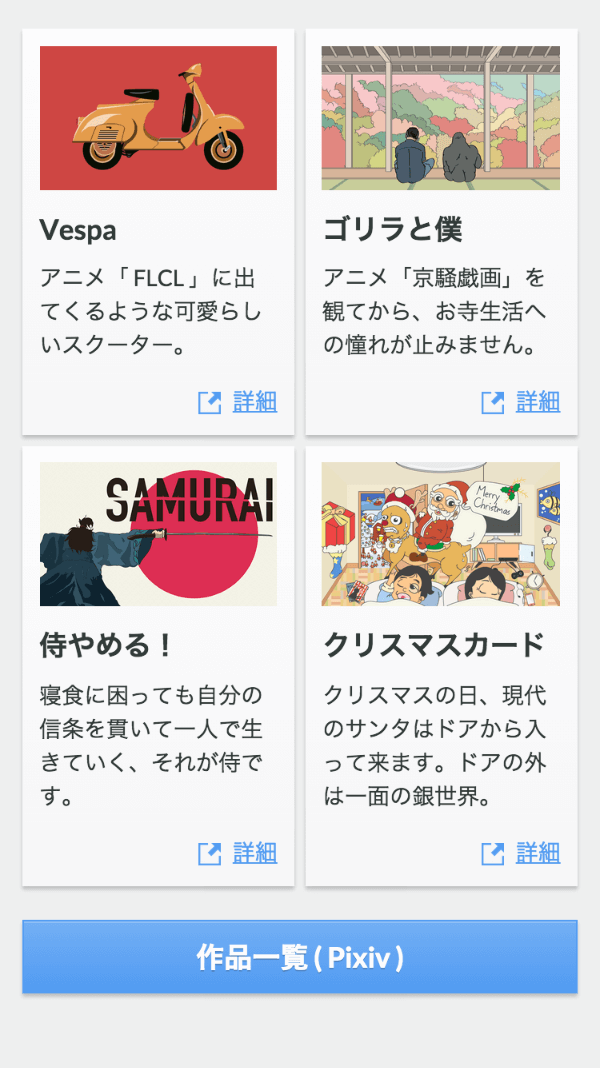 Vespa
アニメ「 FLCL 」に出
てくるような可愛らし
いスクーター。
詳細
ゴリラと僕
アニメ「京騒戯画」を
観てから、お寺生活へ
の憧れが止みません。
詳細
SAMURAI
侍やめる！
寝食に困っても自分の
信条を貫いて一人で生
きていく、それが侍で
す。
詳細
Merry
Christmas
クリスマスカード
クリスマスの日、現代
のサンタはドアから入
って来ます。ドアの外
は一面の銀世界。
詳細
作品一覧 ( Pixiv )